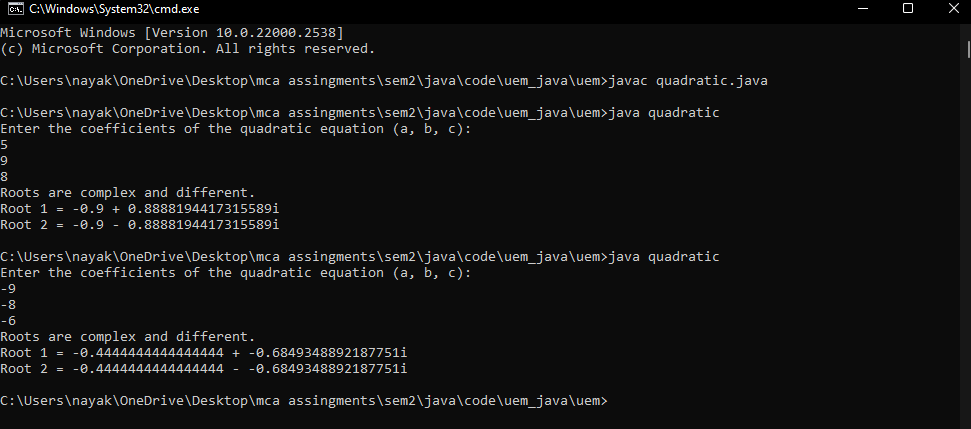 C:\Windows\System32\cmd.exe
Microsoft Windows [Version 10.0.22000.2538]
(c) Microsoft Corporation. All rights reserved.
C:\Users\nayak\OneDrive\Desktop\mca assingments\sem2\java\code\uem_java\uem>javac quadratic.java
C:\Users\nayak\OneDrive\Desktop\mca assingments\sem2\java\code\uem_java\uem>java quadratic
Enter the coefficients of the quadratic equation (a, b, c):
5
9
8
Roots are complex and different.
Root 1 = -0.9 + 0.8888194417315589i
Root 2 = -0.9 - 0.8888194417315589i
C:\Users\nayak\OneDrive\Desktop\mca assingments\sem2\java\code\uem_java\uem>java quadratic
Enter the coefficients of the quadratic equation (a, b, c):
-9
-8
-6
Roots are complex and different.
Root 1 = -0.4444444444444444 + -0.6849348892187751i
Root 2 = -0.4444444444444444 - -0.6849348892187751i
C:\Users\nayak\OneDrive\Desktop\mca assingments\sem2\java\code\uem_java\uem>